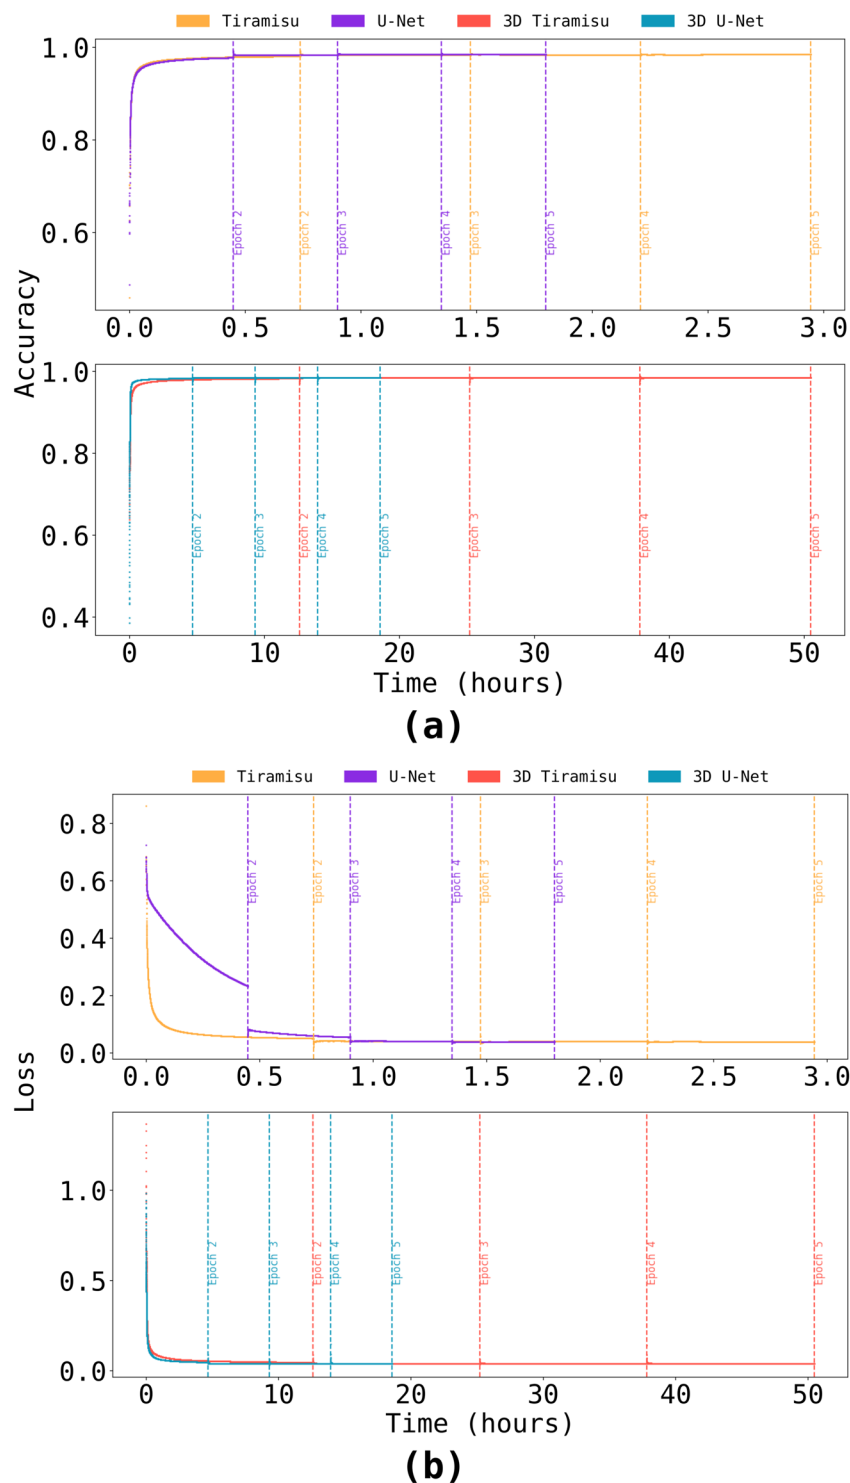 Tiramisu U-Net 3D Tiramisu 3D U-Net
1.0
0.8
0.6
Epoch 2
Epoch 2
Epoch 3
Epoch 4
Epoch 3
Epoch 5
Epoch 4
Epoch 5
0.0 0.5 1.0 1.5 2.0 2.5 3.0
Accuracy
1.0
0.8
0.6
0.4
Epoch 2
Epoch 3
Epoch 2
Epoch 4
Epoch 5
Epoch 3
Epoch 4
Epoch 5
0 10 20 30 40 50
Time (hours)
(a)
Tiramisu U-Net 3D Tiramisu 3D U-Net
0.8
0.6
0.4
0.2
0.0
Epoch 2
Epoch 2
Epoch 3
Epoch 4
Epoch 3
Epoch 5
Epoch 4
Epoch 5
0.0 0.5 1.0 1.5 2.0 2.5 3.0
Loss
1.0
0.5
0.0
Epoch 2
Epoch 3
Epoch 2
Epoch 4
Epoch 5
Epoch 3
Epoch 4
Epoch 5
0 10 20 30 40 50
Time (hours)
(b)